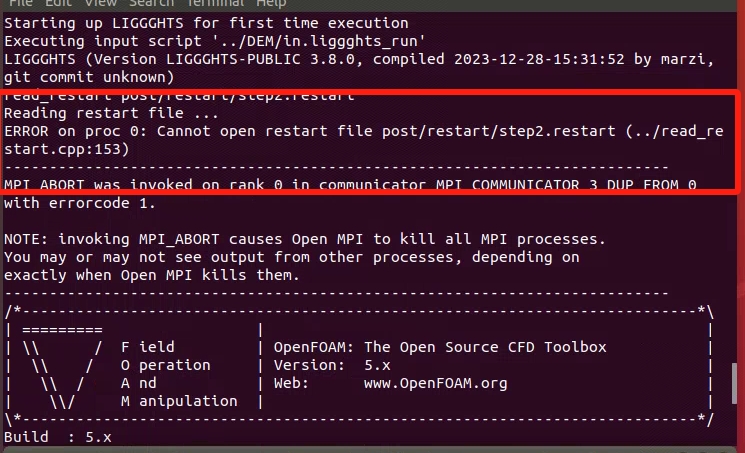 File Edit View Search Terminal Help
Starting up LIGGGHTS for first time execution
Executing input script '../DEM/in.liggghts_run'
LIGGGHTS (Version LIGGGHTS-PUBLIC 3.8.0, compiled 2023-12-28-15:31:52 by marzi,
git commit unknown)
read_restart post/restart/step2.restart
Reading restart file ...
ERROR on proc 0: Cannot open restart file post/restart/step2.restart (../read_re
start.cpp:153)
--------------------------------------------------------------------------
MPI_ABORT was invoked on rank 0 in communicator MPI COMMUNICATOR 3 DUP FROM 0
with errorcode 1.
NOTE: invoking MPI_ABORT causes Open MPI to kill all MPI processes.
You may or may not see output from other processes, depending on
exactly when Open MPI kills them.
--------------------------------------------------------------------------
/*---------------------------------------------------------------------------*\
| ========= | |
| \\ / F ield | OpenFOAM: The Open Source CFD Toolbox |
| \\ / O peration | Version: 5.x |
| \\ / A nd | Web: www.OpenFOAM.org |
| \\/ M anipulation | |
\*---------------------------------------------------------------------------*/
Build : 5.x